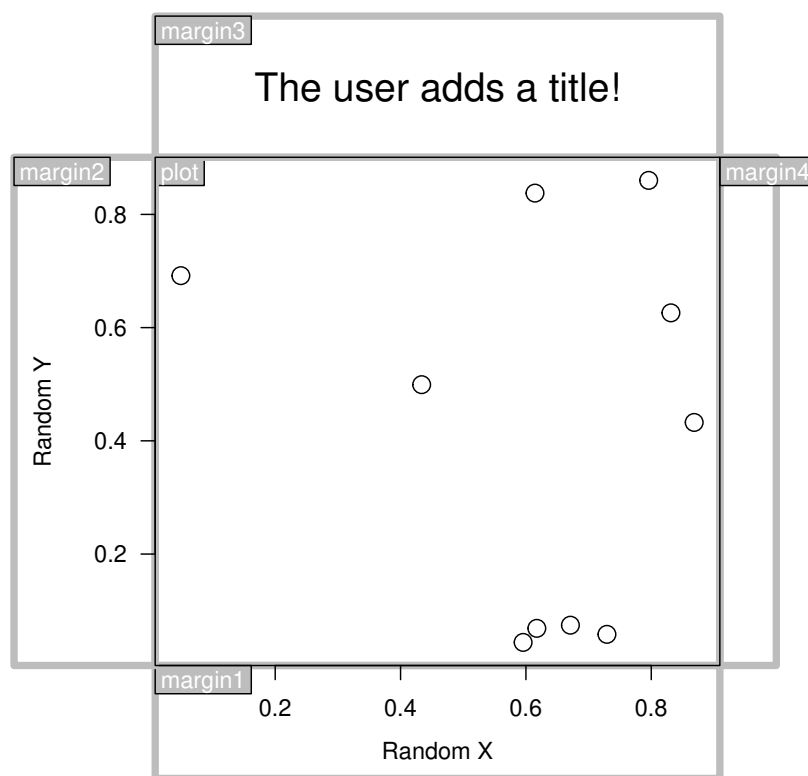 margin3
The user adds a title!
margin2
plot
margin4
0.8
0.6
0.4
0.2
Random Y
margin1
0.2 0.4 0.6 0.8
Random X